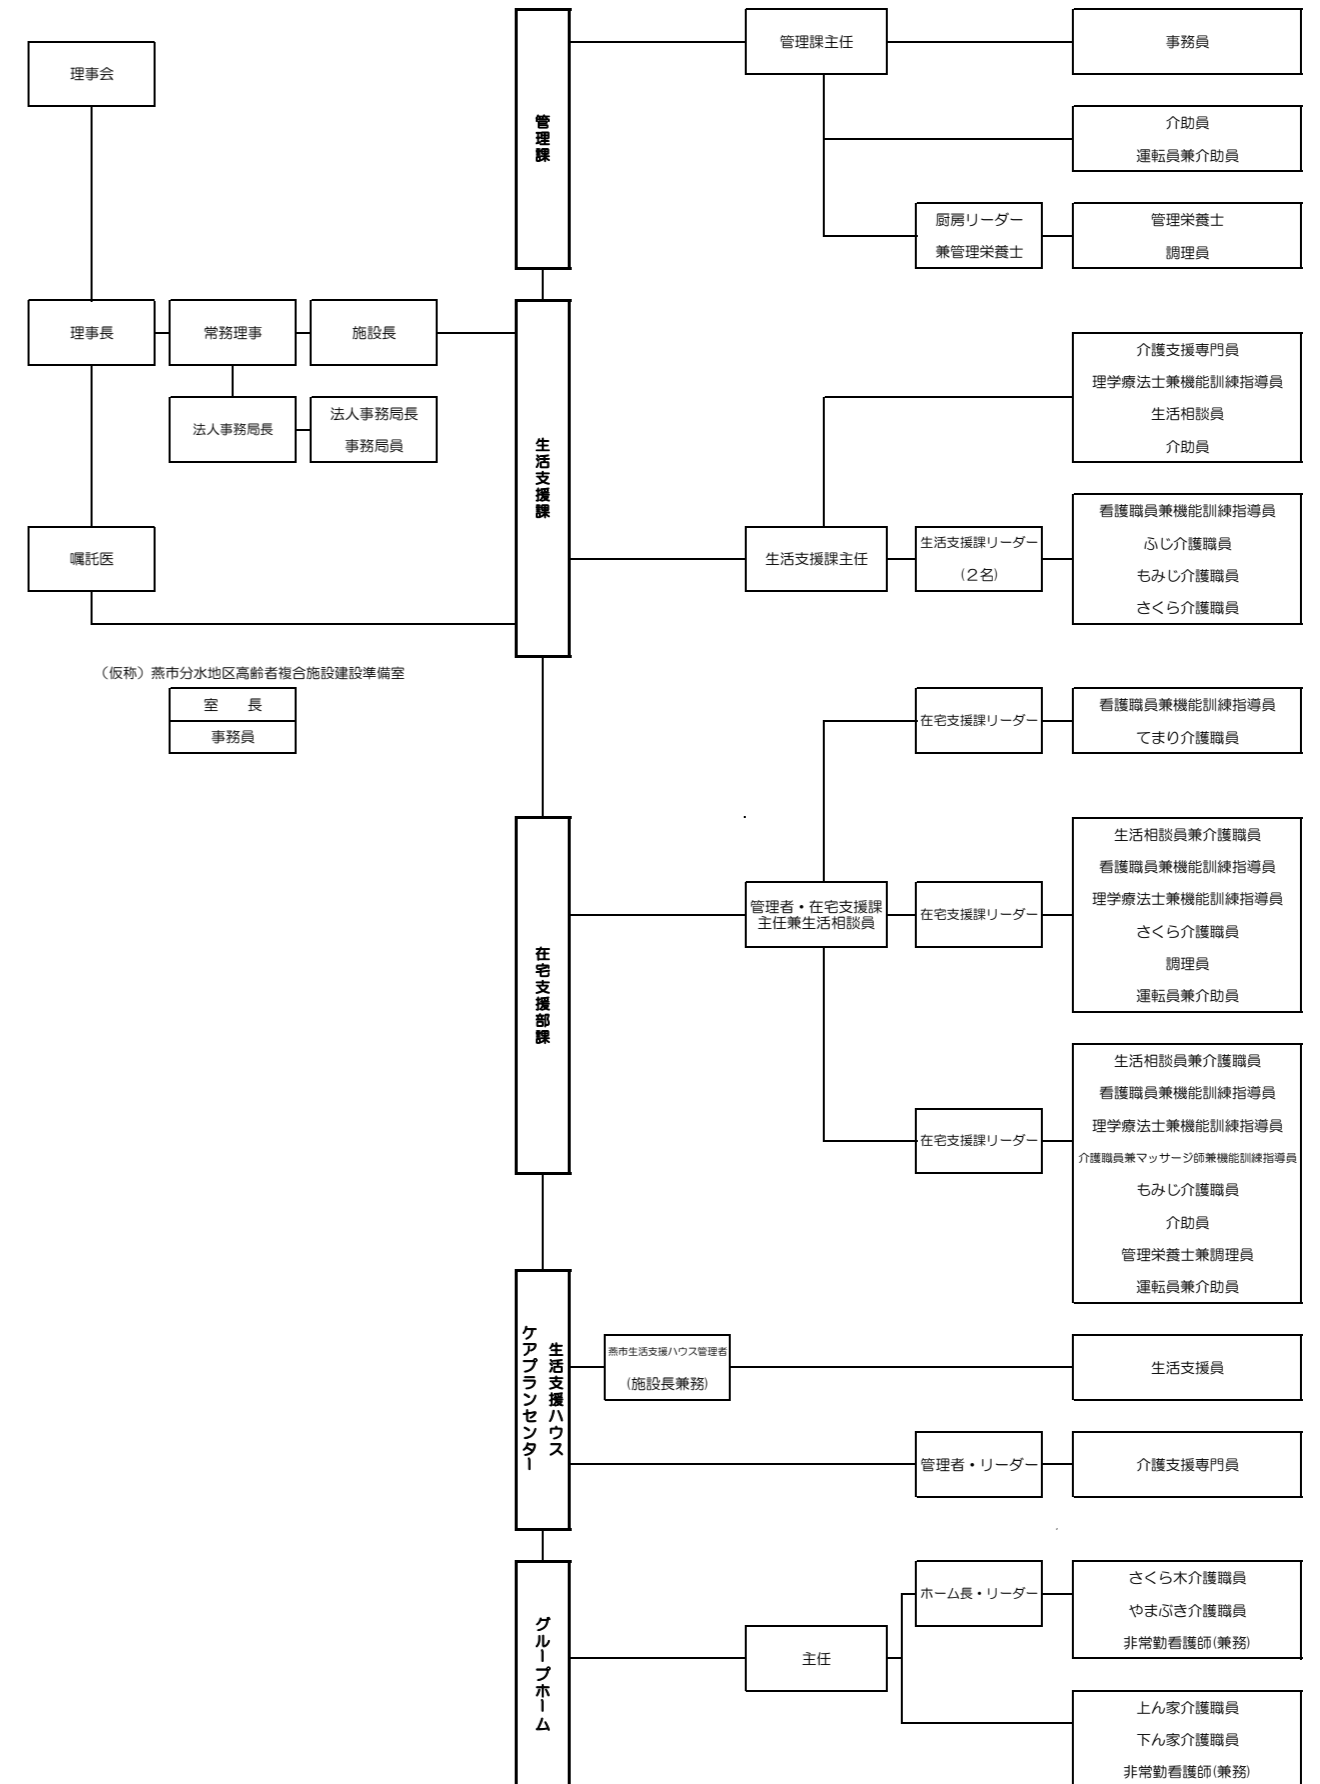 理事会
理事長
常務理事
施設長
法人事務局長
法人事務局長
事務局員
嘱託医
（仮称）燕市分水地区高齢者複合施設建設準備室
室　長
事務員
管理課
管理課主任
事務員
介助員
運転員兼介助員
厨房リーダー
兼管理栄養士
管理栄養士
調理員
生活支援課
介護支援専門員
理学療法士兼機能訓練指導員
生活相談員
介助員
生活支援課主任
生活支援課リーダー
(２名)
看護職員兼機能訓練指導員
ふじ介護職員
もみじ介護職員
さくら介護職員
在宅支援部課
在宅支援課リーダー
看護職員兼機能訓練指導員
てまり介護職員
管理者・在宅支援課
主任兼生活相談員
在宅支援課リーダー
生活相談員兼介護職員
看護職員兼機能訓練指導員
理学療法士兼機能訓練指導員
さくら介護職員
調理員
運転員兼介助員
在宅支援課リーダー
生活相談員兼介護職員
看護職員兼機能訓練指導員
理学療法士兼機能訓練指導員
介護職員兼マッサージ師兼機能訓練指導員
もみじ介護職員
介助員
管理栄養士兼調理員
運転員兼介助員
生活支援ハウス
ケアプランセンター
燕市生活支援ハウス管理者
(施設長兼務)
生活支援員
管理者・リーダー
介護支援専門員
グループホーム
主任
ホーム長・リーダー
さくら木介護職員
やまぶき介護職員
非常勤看護師(兼務)
上ん家介護職員
下ん家介護職員
非常勤看護師(兼務)